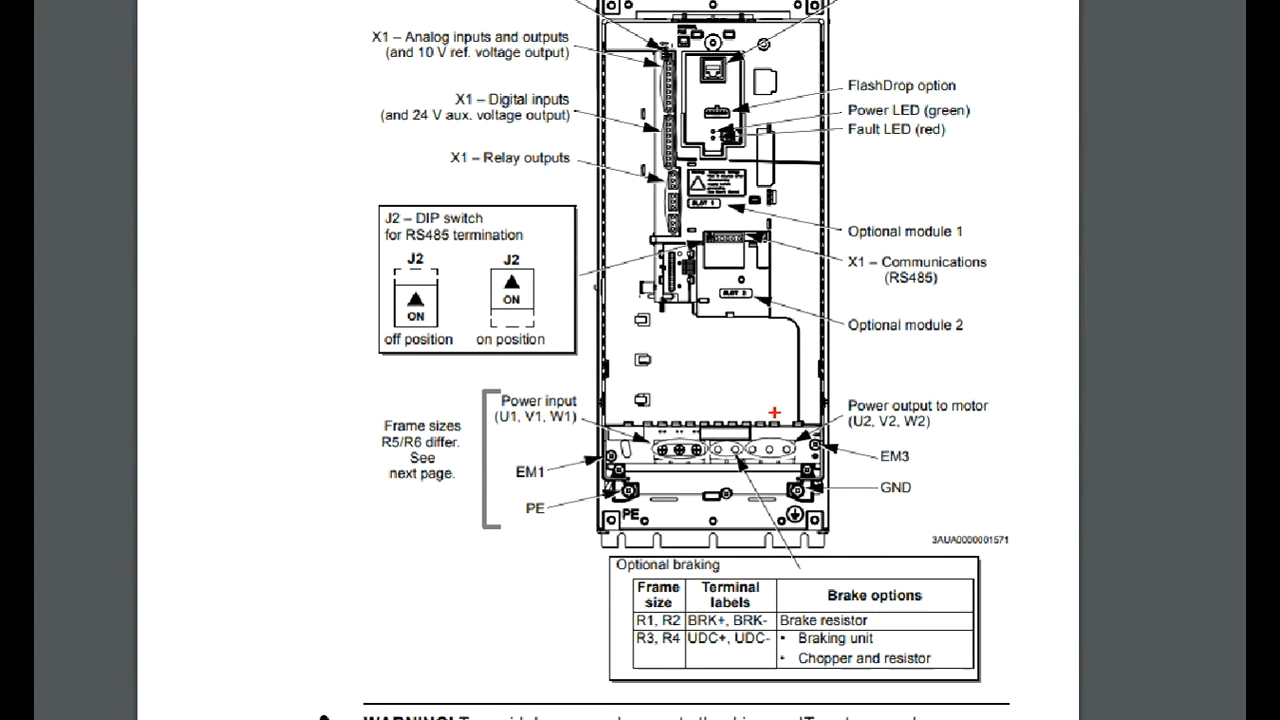 X1 – Analog inputs and outputs
(and 10 V ref. voltage output)
X1 – Digital inputs
(and 24 V aux. voltage output)
X1 – Relay outputs
FlashDrop option
Power LED (green)
Fault LED (red)
SLOT 1
Optional module 1
X1 – Communications
(RS485)
SLOT 2
Optional module 2
J2 – DIP switch
for RS485 termination
J2 J2
ON ON
off position on position
Power input
(U1, V1, W1)
Frame sizes
R5/R6 differ.
See
next page.
EM1
PE
Power output to motor
(U2, V2, W2)
EM3
GND
PE
3AUA0000001571
Optional braking
Frame size Terminal labels Brake options
R1, R2 BRK+, BRK- Brake resistor
R3, R4 UDC+, UDC- • Braking unit
• Chopper and resistor